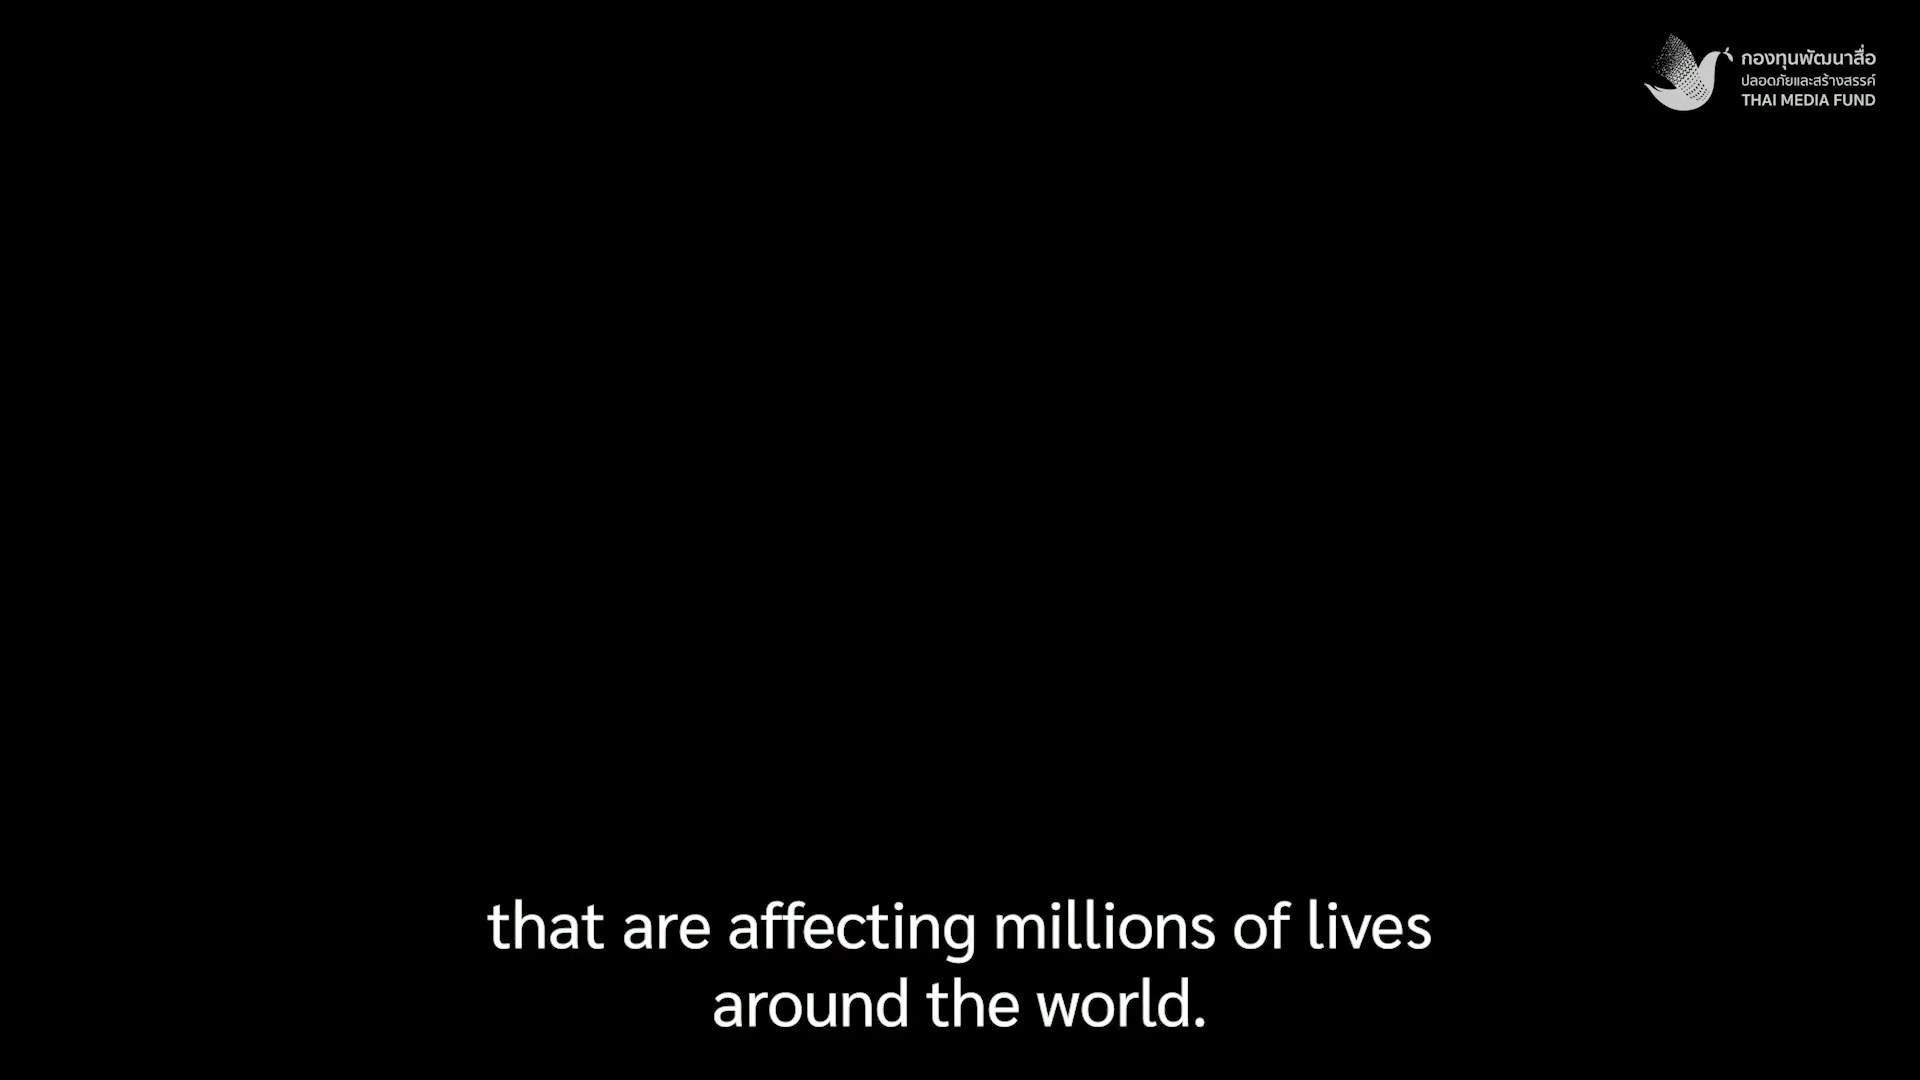 กองทุนพัฒนาสื่อ
ปลอดภัยและสร้างสรรค์
THAI MEDIA FUND
that are affecting millions of lives
around the world.